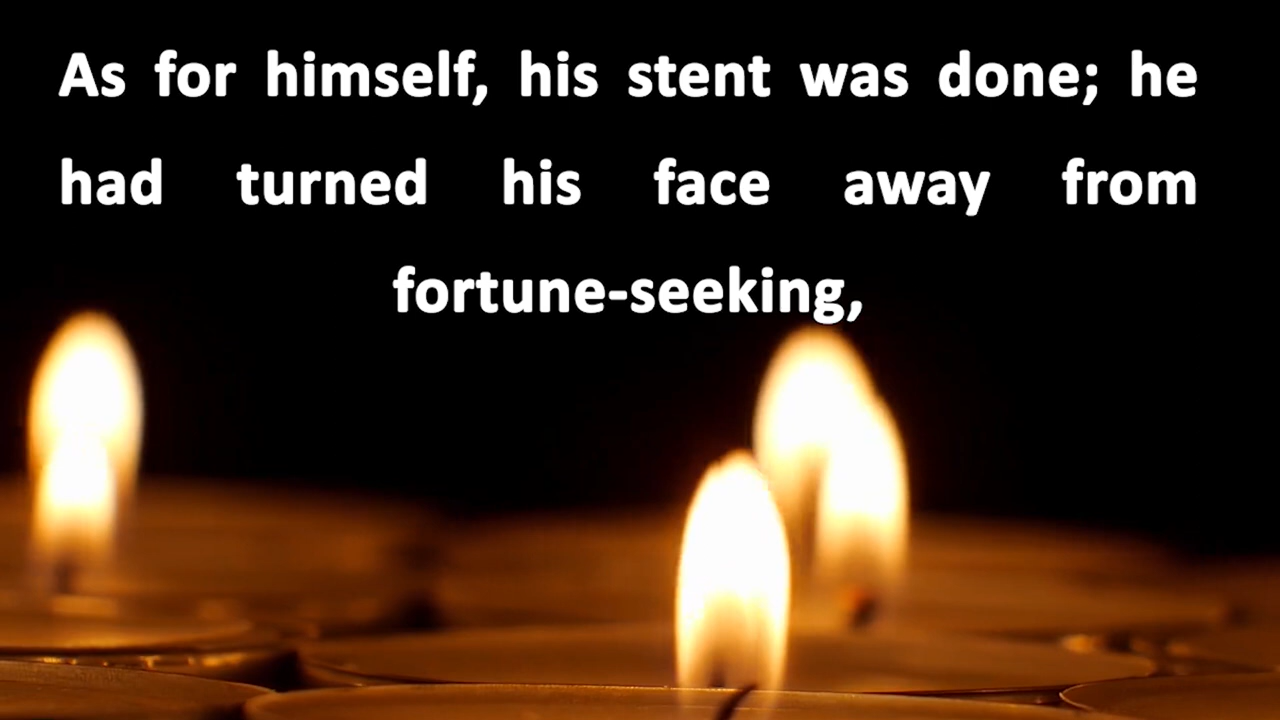 As for himself, his stent was done; he
had turned his face away from
fortune-seeking,